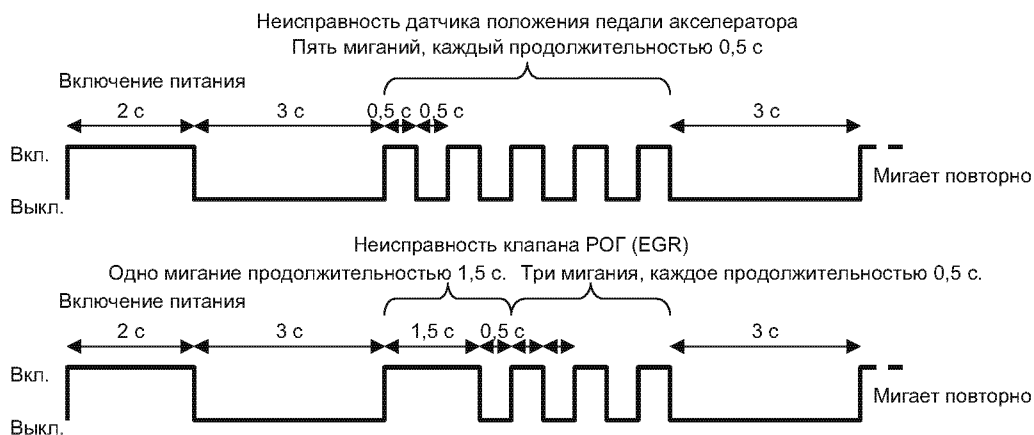 Неисправность датчика положения педали акселератора
Пять миганий, каждый продолжительностью 0,5 с
Включение питания
2 с 3 с 0,5 с 0,5 с 3 с
Вкл.
Выкл.
Мигает повторно
Неисправность клапана РОГ (EGR)
Одно мигание продолжительностью 1,5 с. Три мигания, каждое продолжительностью 0,5 с.
Включение питания
2 с 3 с 1,5 с 0,5 с 3 с
Вкл.
Выкл.
Мигает повторно